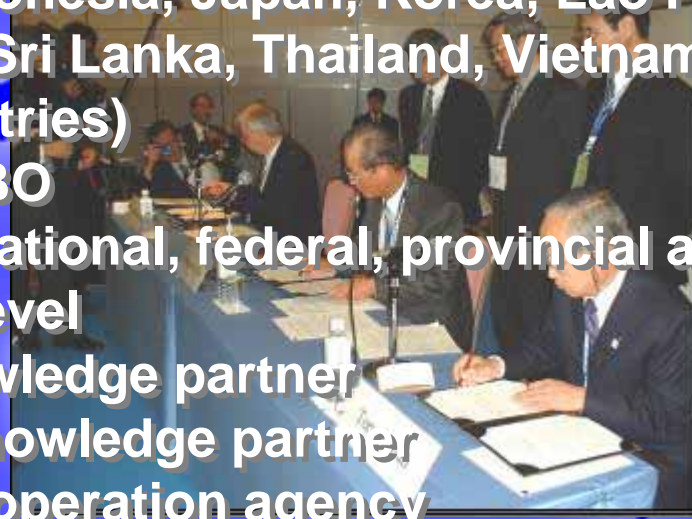 onesia, Japan, Korea, Lao P
Sri Lanka, Thailand, Vietnam
tries)
BO
ational, federal, provincial a
evel
wledge partner
owledge partner
operation agency